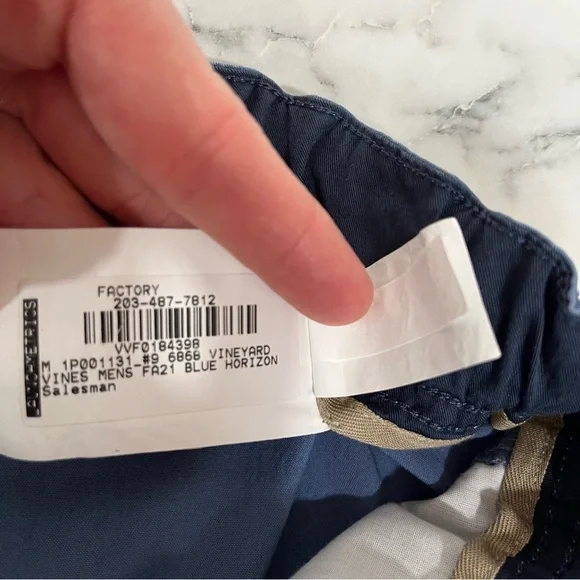 FACTORY
203-487-7812
VVF0184398
M 1P001131-#9 6868 VINEYARD
VINES MENS FA21 BLUE HORIZON
Salesman